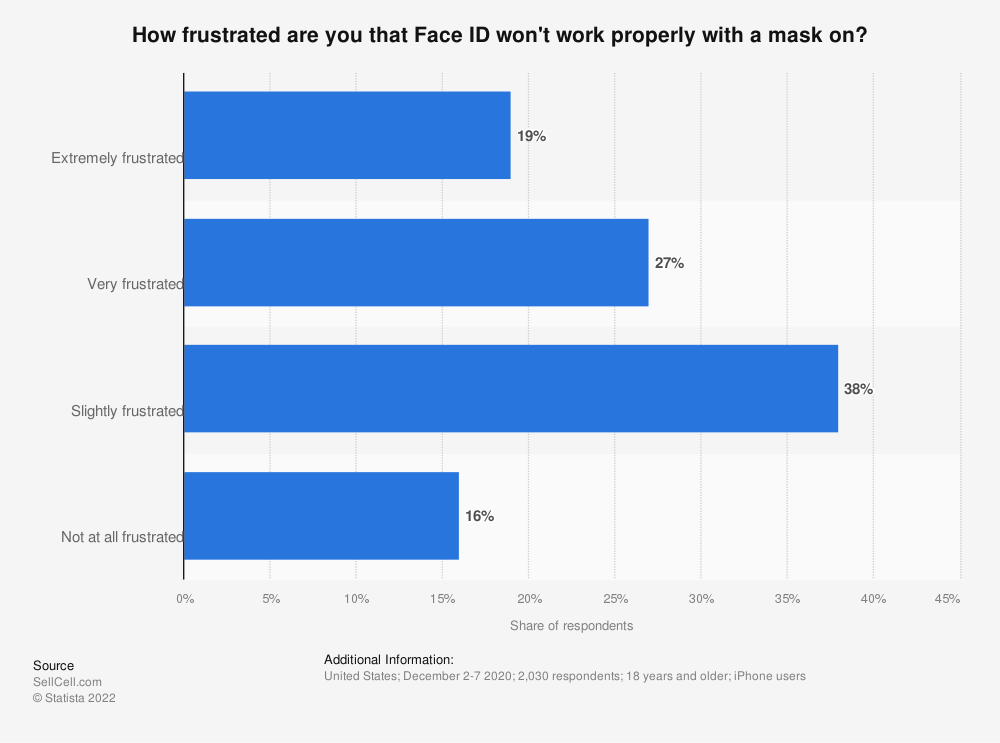 How frustrated are you that Face ID won't work properly with a mask on?
Extremely frustrated
19%
Very frustrated
27%
Slightly frustrated
38%
Not at all frustrated
16%
0% 5% 10% 15% 20% 25% 30% 35% 40% 45%
Share of respondents
Source
SellCell.com
© Statista 2022
Additional Information:
United States; December 2-7 2020; 2,030 respondents; 18 years and older; iPhone users